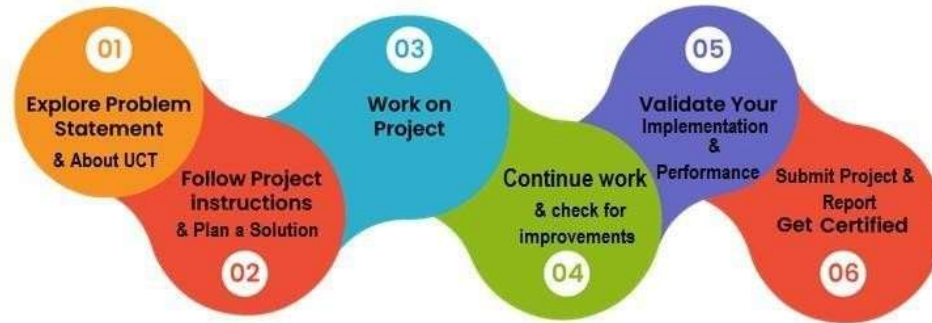 01
Explore Problem
Statement
& About UCT
Follow Project
instructions
& Plan a Solution
02
03
Work on
Project
Continue work
& check for
improvements
04
05
Validate Your
Implementation
&
Performance
Submit Project &
Report
Get Certified
06